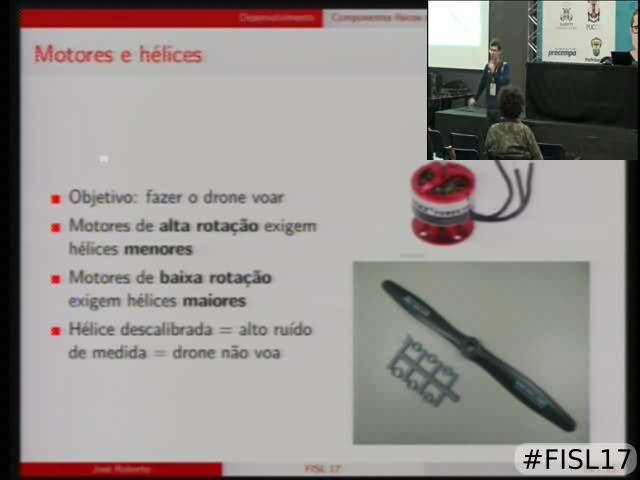 Desenvolvimento
Componentes físicos
Motores e hélices
Objetivo: fazer o drone voar
Motores de alta rotação exigem
hélices menores
Motores de baixa rotação
exigem hélices maiores
Hélice descalibrada = alto ruído
de medida = drone não voa
José Roberto
FISL 17
procempa
#FISL17